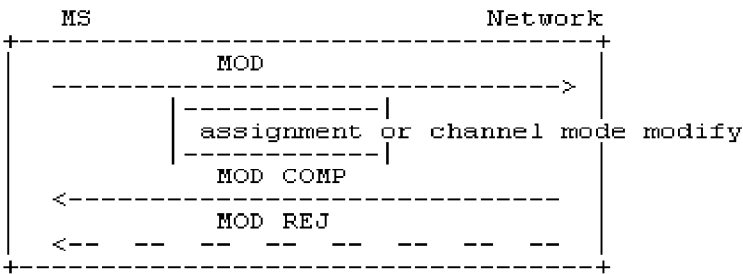 MS Network
MOD
assignment or channel mode modify
MOD COMP
MOD REJ